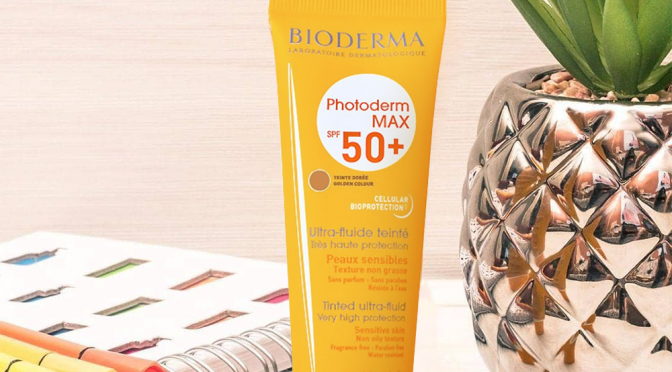 BIODERMA
LABORATOIRE DERMATOLOGIQUE
Photoderm
MAX
SPF 50+
TEINTE DORÉE
GOLDEN COLOUR
CELLULAR
BIOPROTECTION
Ultra-fluide teinté
Très haute protection
Peaux sensibles
Texture non grasse
Sans parfum - Sans paraben
Résiste à l'eau
Tinted ultra-fluid
Very high protection
Sensitive skin
Non oily texture
Fragrance free - Paraben free
Water resistant